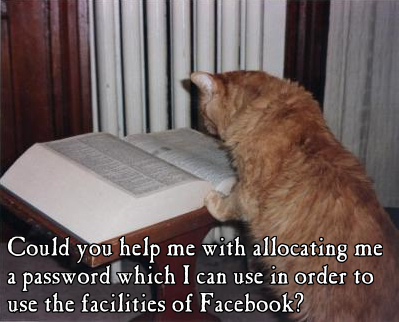 Could you help me with allocating me
a password which I can use in order to
use the facilities of Facebook?